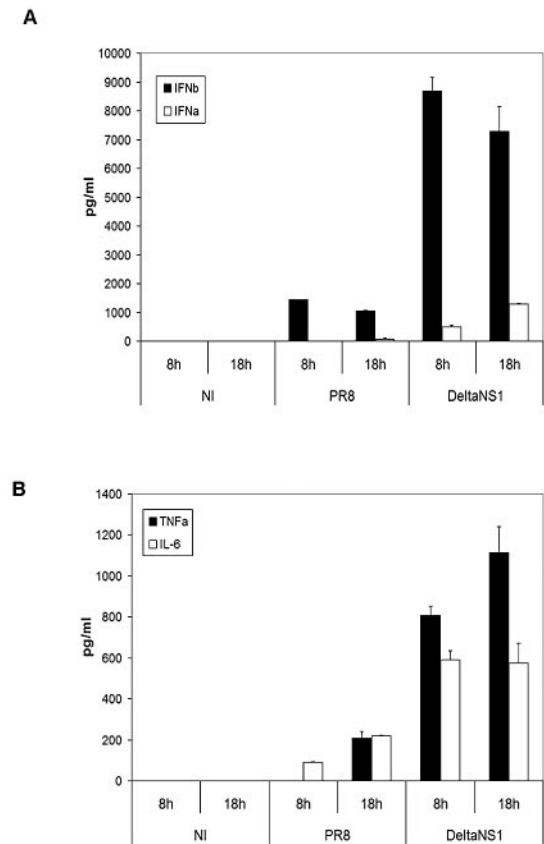 A
10000
9000
8000
7000
6000
5000
4000
3000
2000
1000
0
pg/ml
IFNb
IFNa
8h 18h 8h 18h 8h 18h
NI PR8 DeltaNS1
B
1400
1200
1000
800
600
400
200
0
pg/ml
TNFa
IL-6
8h 18h 8h 18h 8h 18h
NI PR8 DeltaNS1